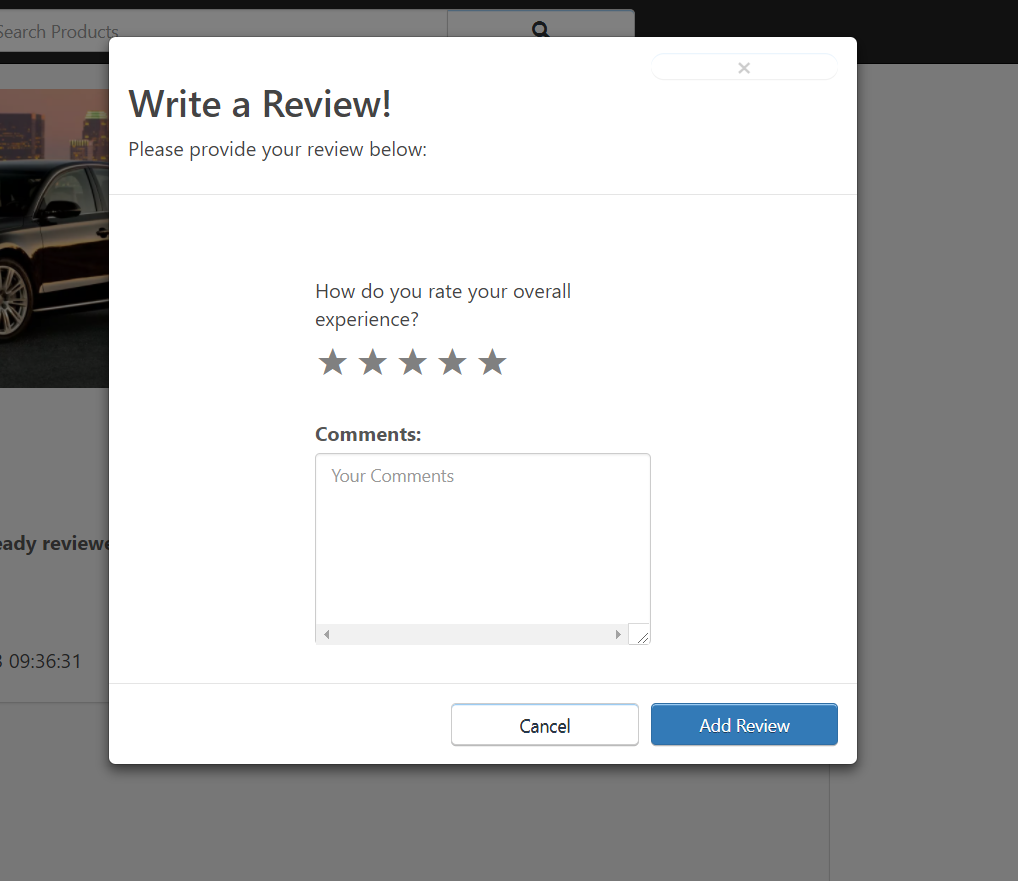 Search Products
×
Write a Review!
Please provide your review below:
How do you rate your overall
experience?
Comments:
Your Comments
eady reviewe
09:36:31
Cancel
Add Review